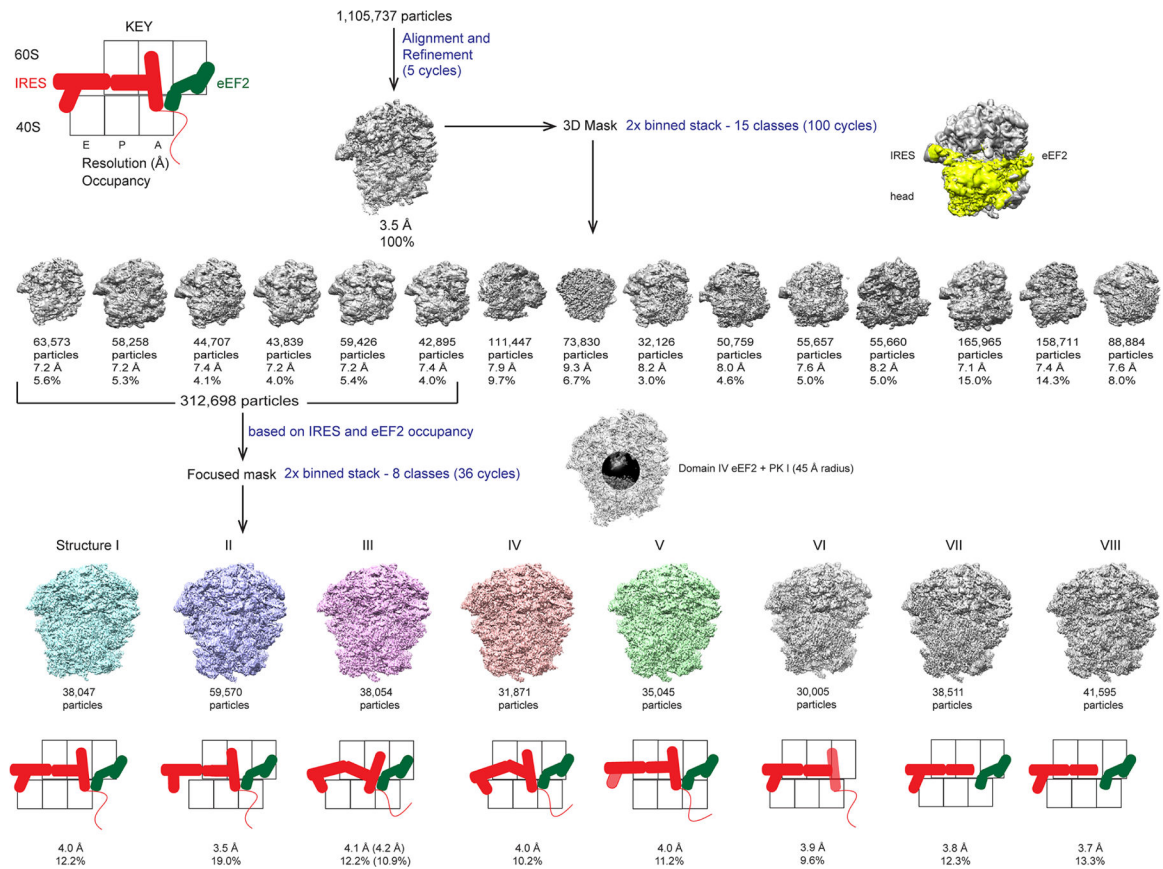 KEY
60S
IRES
eEF2
40S
E P A
Resolution (Å)
Occupancy
1,105,737 particles
Alignment and
Refinement
(5 cycles)
3.5 Å
100%
3D Mask 2x binned stack - 15 classes (100 cycles)
IRES
eEF2
head
63,573 58,258 44,707 43,839 59,426 42,895 111,447 73,830 32,126 50,759 55,657 55,660 165,965 158,711 88,884
particles particles particles particles particles particles particles particles particles particles particles particles particles particles particles
7.2 Å 7.2 Å 7.4 Å 7.2 Å 7.2 Å 7.4 Å 7.9 Å 9.3 Å 8.2 Å 8.0 Å 7.6 Å 8.2 Å 7.1 Å 7.4 Å 7.6 Å
5.6% 5.3% 4.1% 4.0% 5.4% 4.0% 9.7% 6.7% 3.0% 4.6% 5.0% 5.0% 15.0% 14.3% 8.0%
312,698 particles
based on IRES and eEF2 occupancy
Focused mask 2x binned stack - 8 classes (36 cycles)
Domain IV eEF2 + PK I (45 Å radius)
Structure I II III IV V VI VII VIII
38,047 59,570 38,054 31,871 35,045 30,005 38,511 41,595
particles particles particles particles particles particles particles particles
4.0 Å 3.5 Å 4.1 Å (4.2 Å) 4.0 Å 4.0 Å 3.9 Å 3.8 Å 3.7 Å
12.2% 19.0% 12.2% (10.9%) 10.2% 11.2% 9.6% 12.3% 13.3%